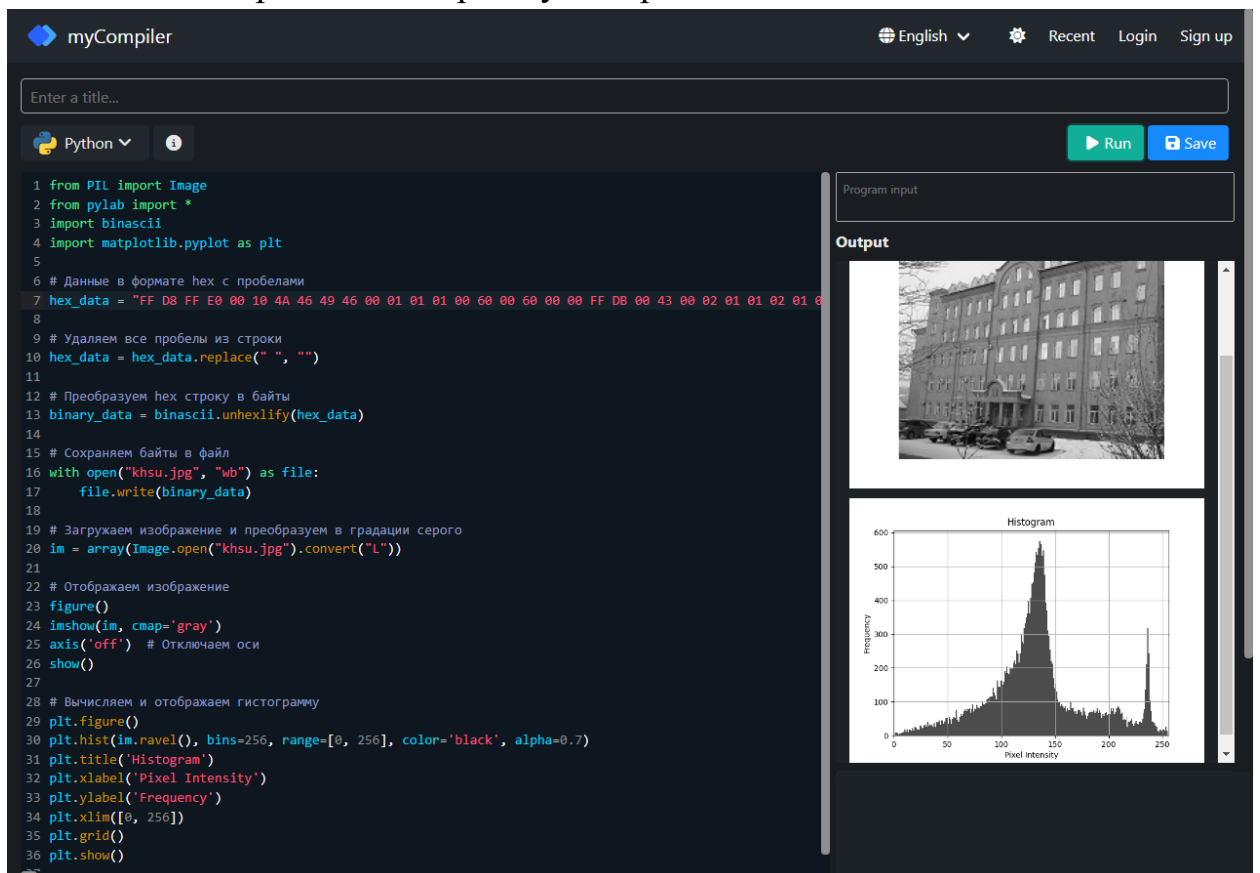 myCompiler
English
Recent
Login
Sign up
Enter a title...
Python
Run
Save
1 from PIL import Image
2 from pylab import *
3 import binascii
4 import matplotlib.pyplot as plt
5
6 # Данные в формате hex с пробелами
7 hex_data = "FF D8 FF E0 00 10 4A 46 49 46 00 01 01 01 00 60 00 60 00 00 FF DB 00 43 00 02 01 01 02 01 0
8
9 # Удаляем все пробелы из строки
10 hex_data = hex_data.replace(" ", "")
11
12 # Преобразуем hex строку в байты
13 binary_data = binascii.unhexlify(hex_data)
14
15 # Сохраняем байты в файл
16 with open("khsu.jpg", "wb") as file:
17     file.write(binary_data)
18
19 # Загружаем изображение и преобразуем в градации серого
20 im = array(Image.open("khsu.jpg").convert("L"))
21
22 # Отображаем изображение
23 figure()
24 imshow(im, cmap='gray')
25 axis('off')  # Отключаем оси
26 show()
27
28 # Вычисляем и отображаем гистограмму
29 plt.figure()
30 plt.hist(im.ravel(), bins=256, range=[0, 256], color='black', alpha=0.7)
31 plt.title('Histogram')
32 plt.xlabel('Pixel Intensity')
33 plt.ylabel('Frequency')
34 plt.xlim([0, 256])
35 plt.grid()
36 plt.show()
Program input
Output
Histogram
600
500
400
300
200
100
0
Frequency
0 50 100 150 200 250
Pixel Intensity